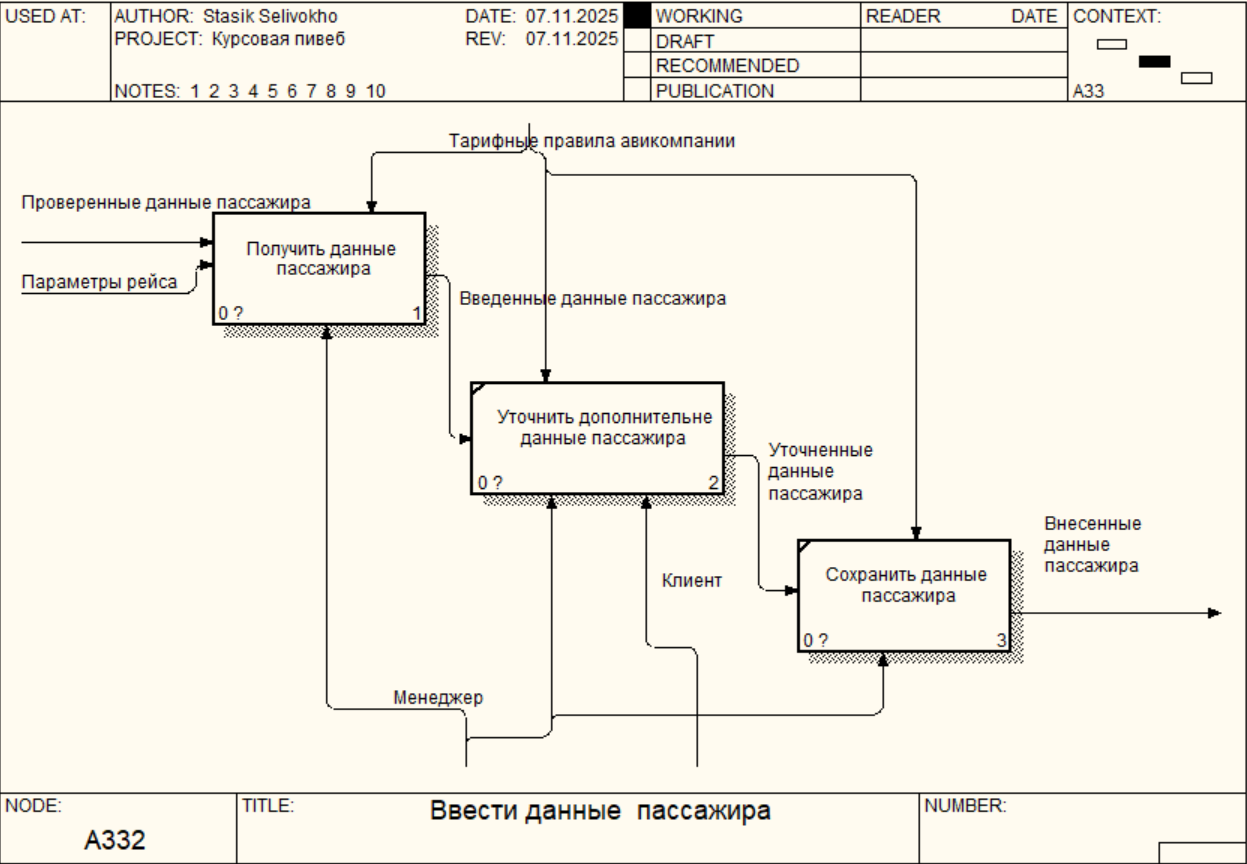 USED AT:
AUTHOR: Stasik Selivokho
DATE: 07.11.2025
PROJECT: Курсовая пивеб
REV: 07.11.2025
NOTES: 1 2 3 4 5 6 7 8 9 10
WORKING
DRAFT
RECOMMENDED
PUBLICATION
READER DATE
CONTEXT:
A33
Тарифные правила авикомпании
Проверенные данные пассажира
Параметры рейса
Получить данные
пассажира
0 ? 1
Введенные данные пассажира
Уточнить дополнительне
данные пассажира
0 ? 2
Уточненные
данные
пассажира
Внесенные
данные
пассажира
Сохранить данные
пассажира
0 ? 3
Клиент
Менеджер
NODE:
A332
TITLE:
Ввести данные пассажира
NUMBER: